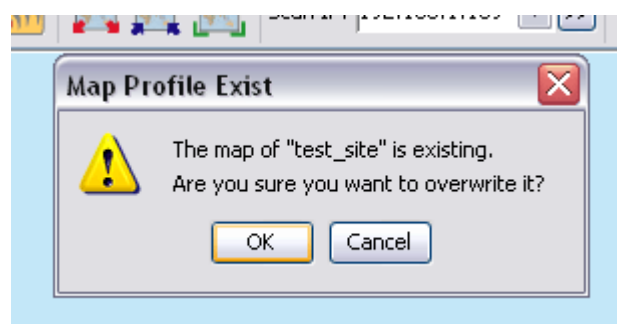 Map Profile Exist
The map of "test_site" is existing.
Are you sure you want to overwrite it?
OK Cancel